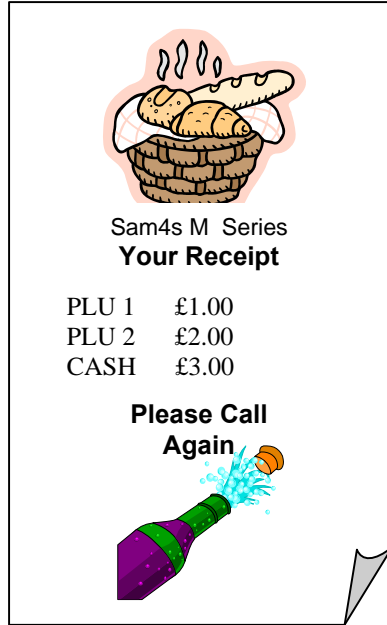 Sam4s M Series
Your Receipt
PLU 1 £1.00
PLU 2 £2.00
CASH £3.00
Please Call
Again